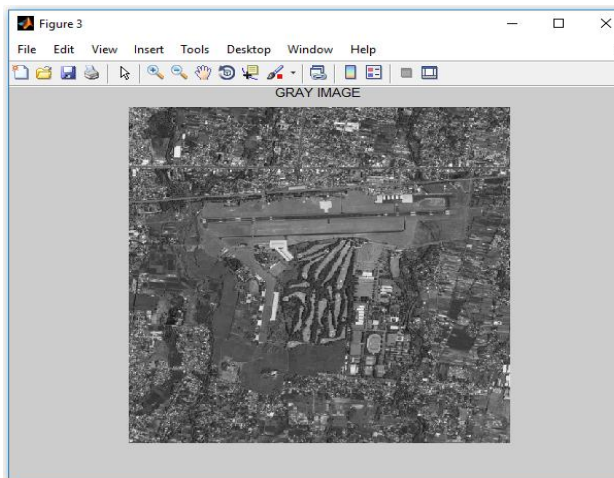 Figure 3
File Edit View Insert Tools Desktop Window Help
GRAY IMAGE